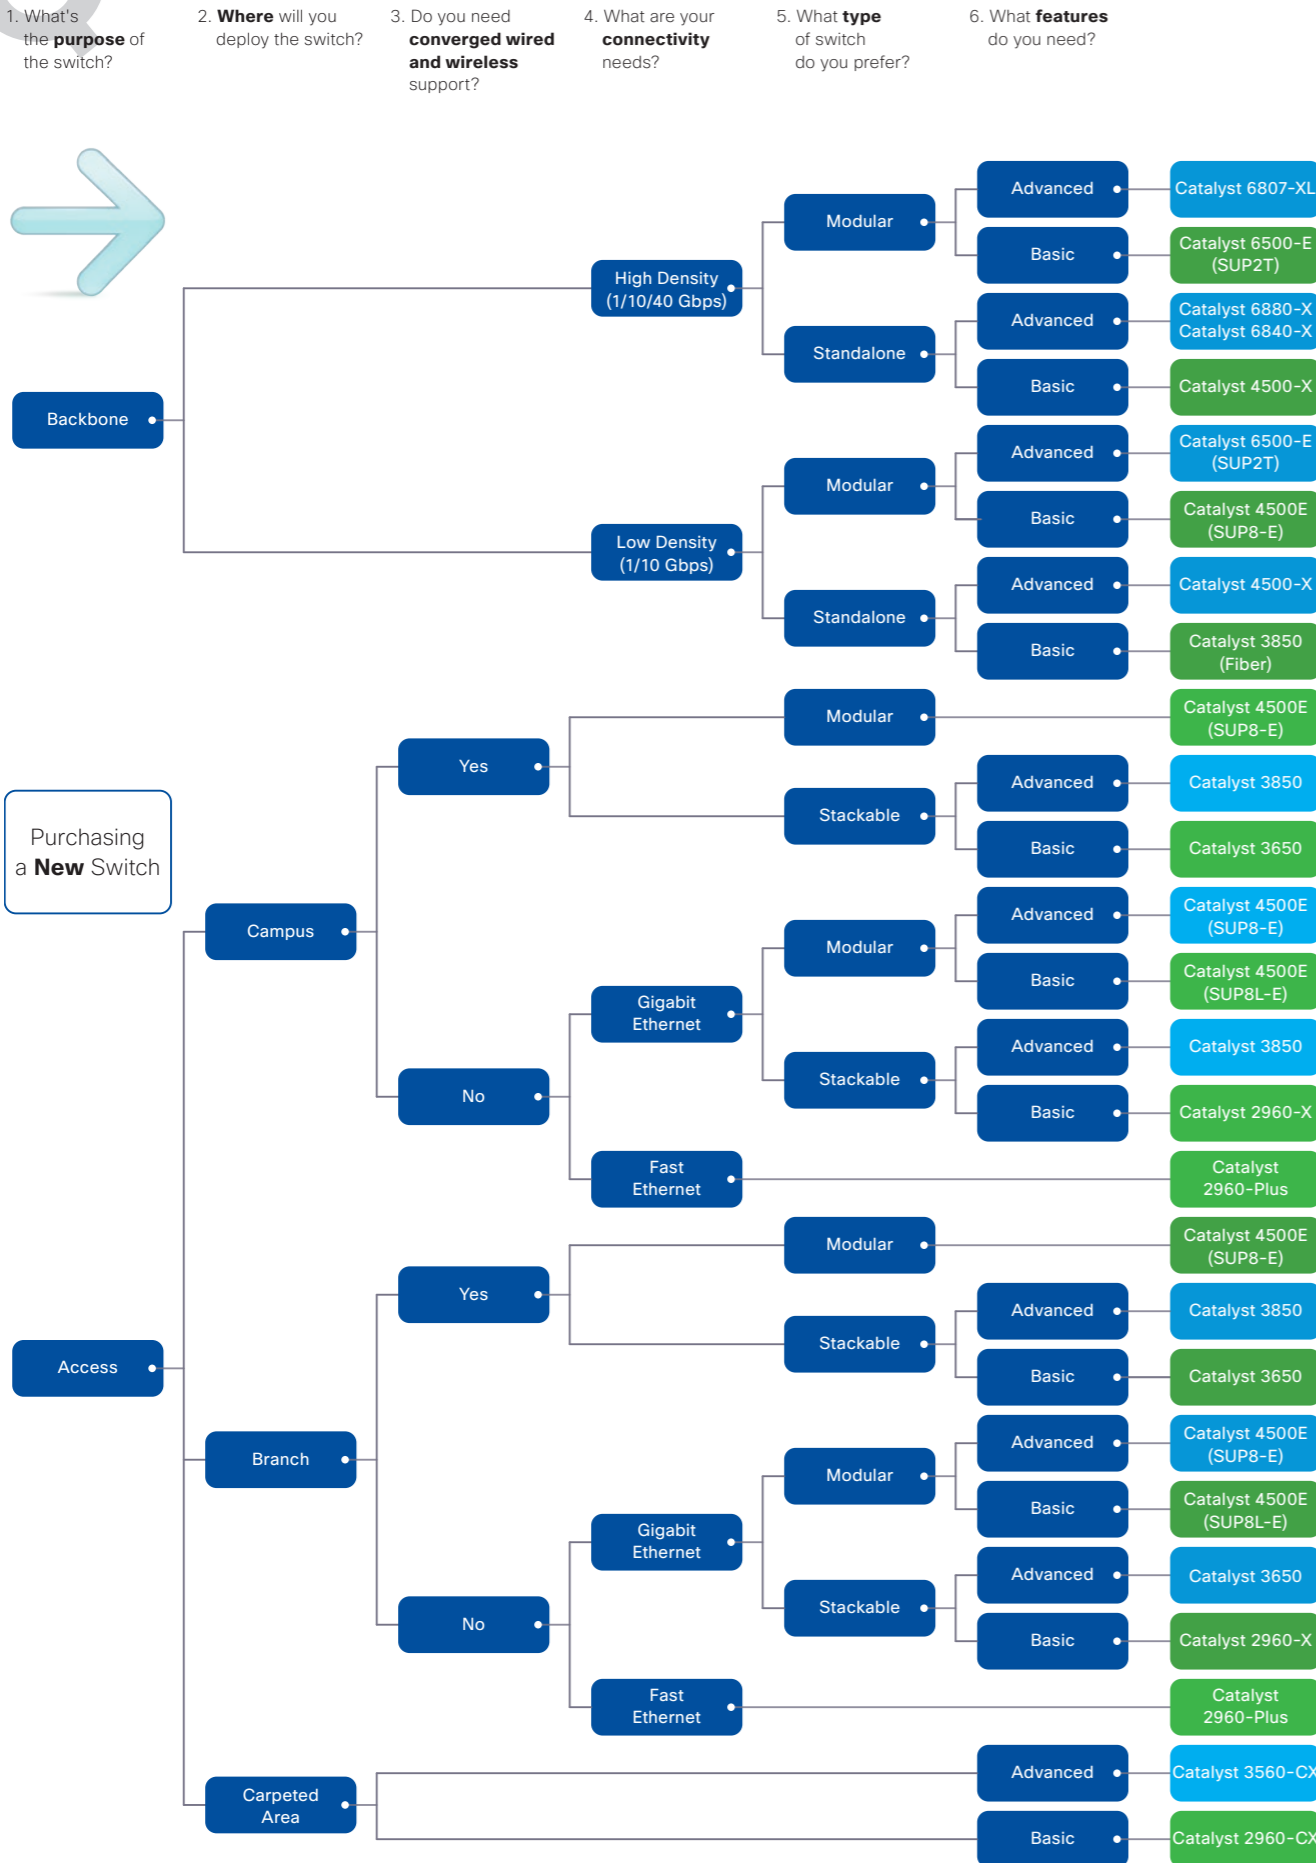 1. What's
the purpose of
the switch?
2. Where will you
deploy the switch?
3. Do you need
converged wired
and wireless
support?
4. What are your
connectivity
needs?
5. What type
of switch
do you prefer?
6. What features
do you need?
Backbone
High Density
(1/10/40 Gbps)
Modular
Advanced
Catalyst 6807-XL
Basic
Catalyst 6500-E
(SUP2T)
Standalone
Advanced
Catalyst 6880-X
Catalyst 6840-X
Basic
Catalyst 4500-X
Low Density
(1/10 Gbps)
Modular
Advanced
Catalyst 6500-E
(SUP2T)
Basic
Catalyst 4500E
(SUP8-E)
Standalone
Advanced
Catalyst 4500-X
Basic
Catalyst 3850
(Fiber)
Purchasing
a New Switch
Access
Campus
Yes
Modular
Catalyst 4500E
(SUP8-E)
Stackable
Advanced
Catalyst 3850
Basic
Catalyst 3650
No
Gigabit
Ethernet
Modular
Advanced
Catalyst 4500E
(SUP8-E)
Basic
Catalyst 4500E
(SUP8L-E)
Stackable
Advanced
Catalyst 3850
Basic
Catalyst 2960-X
Fast
Ethernet
Catalyst
2960-Plus
Branch
Yes
Modular
Catalyst 4500E
(SUP8-E)
Stackable
Advanced
Catalyst 3850
Basic
Catalyst 3650
No
Gigabit
Ethernet
Modular
Advanced
Catalyst 4500E
(SUP8-E)
Basic
Catalyst 4500E
(SUP8L-E)
Stackable
Advanced
Catalyst 3650
Basic
Catalyst 2960-X
Fast
Ethernet
Catalyst
2960-Plus
Carpeted
Area
Advanced
Catalyst 3560-CX
Basic
Catalyst 2960-CX